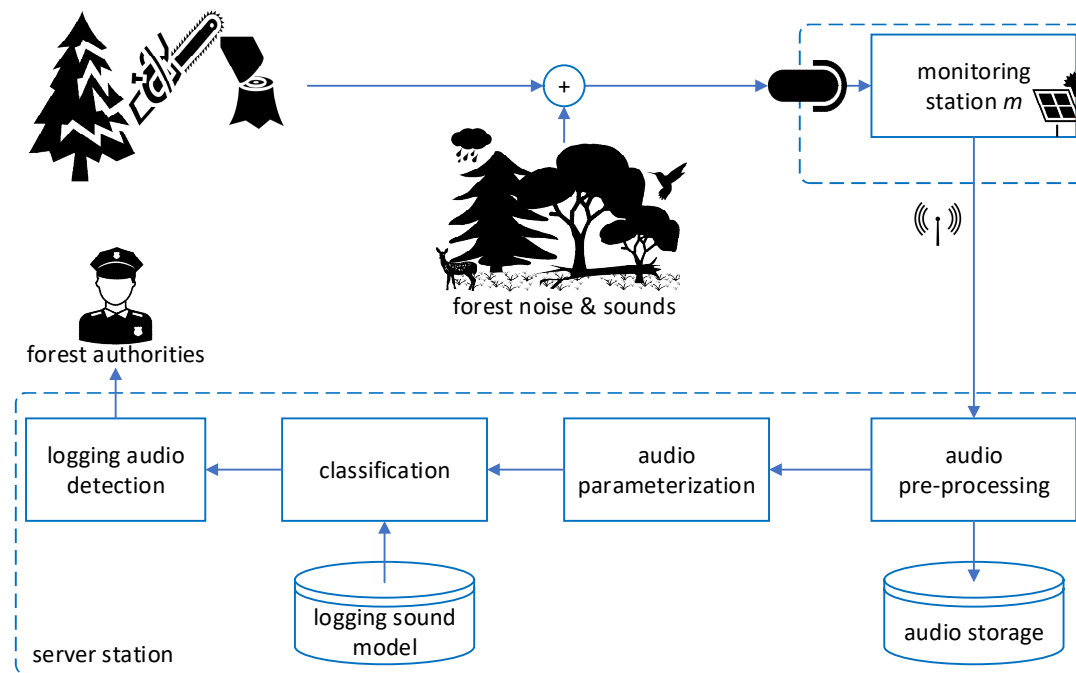 +
monitoring
station m
forest noise & sounds
forest authorities
logging audio
detection
classification
audio
parameterization
audio
pre-processing
logging sound
model
audio storage
server station